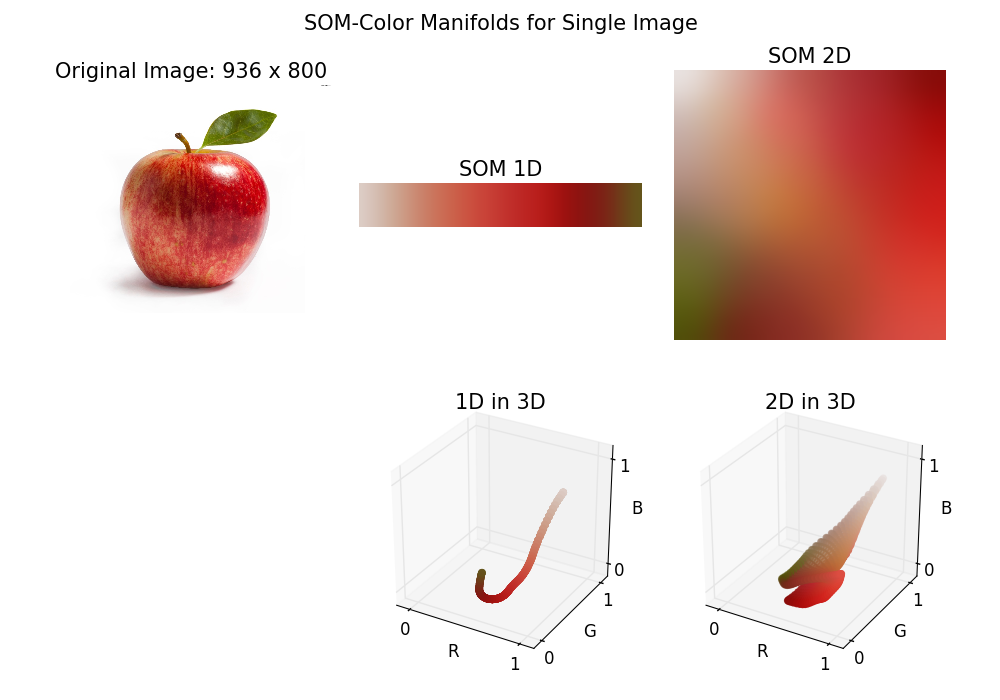 SOM-Color Manifolds for Single Image
Original Image: 936 x 800
SOM 1D
SOM 2D
1D in 3D
1
B
0
1
G
0
0
R
1
2D in 3D
1
B
0
1
G
0
0
R
1